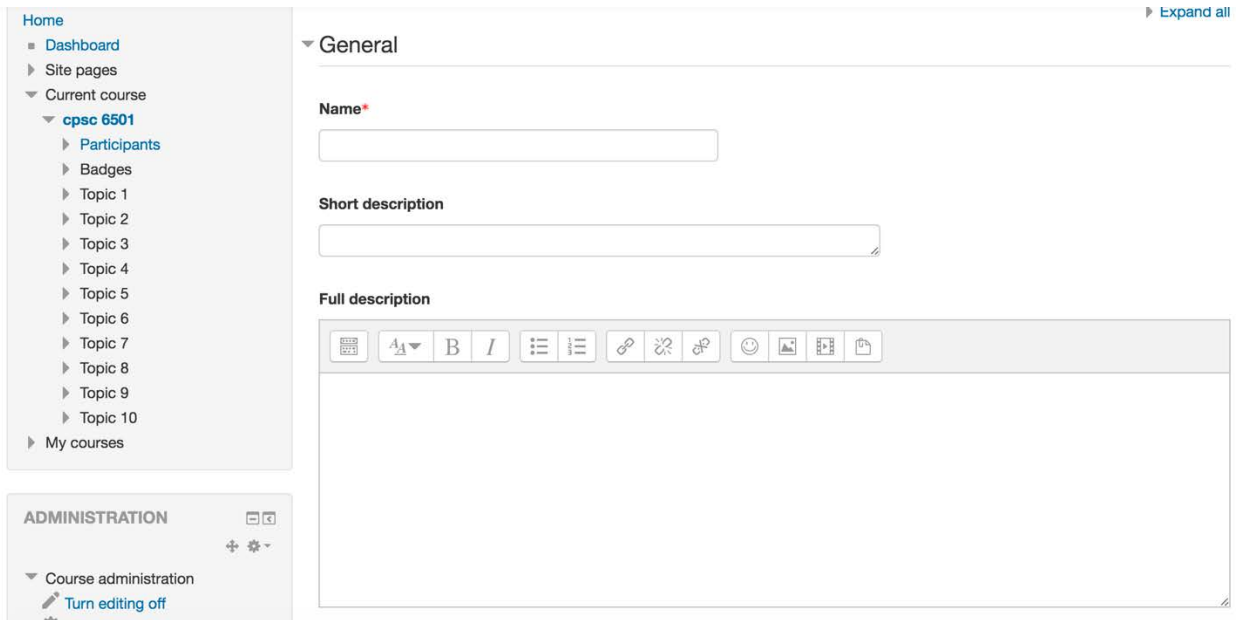 Home
Dashboard
Site pages
Current course
cpsc 6501
Participants
Badges
Topic 1
Topic 2
Topic 3
Topic 4
Topic 5
Topic 6
Topic 7
Topic 8
Topic 9
Topic 10
My courses
ADMINISTRATION
Course administration
Turn editing off
Expand all
General
Name*
Short description
Full description
B I